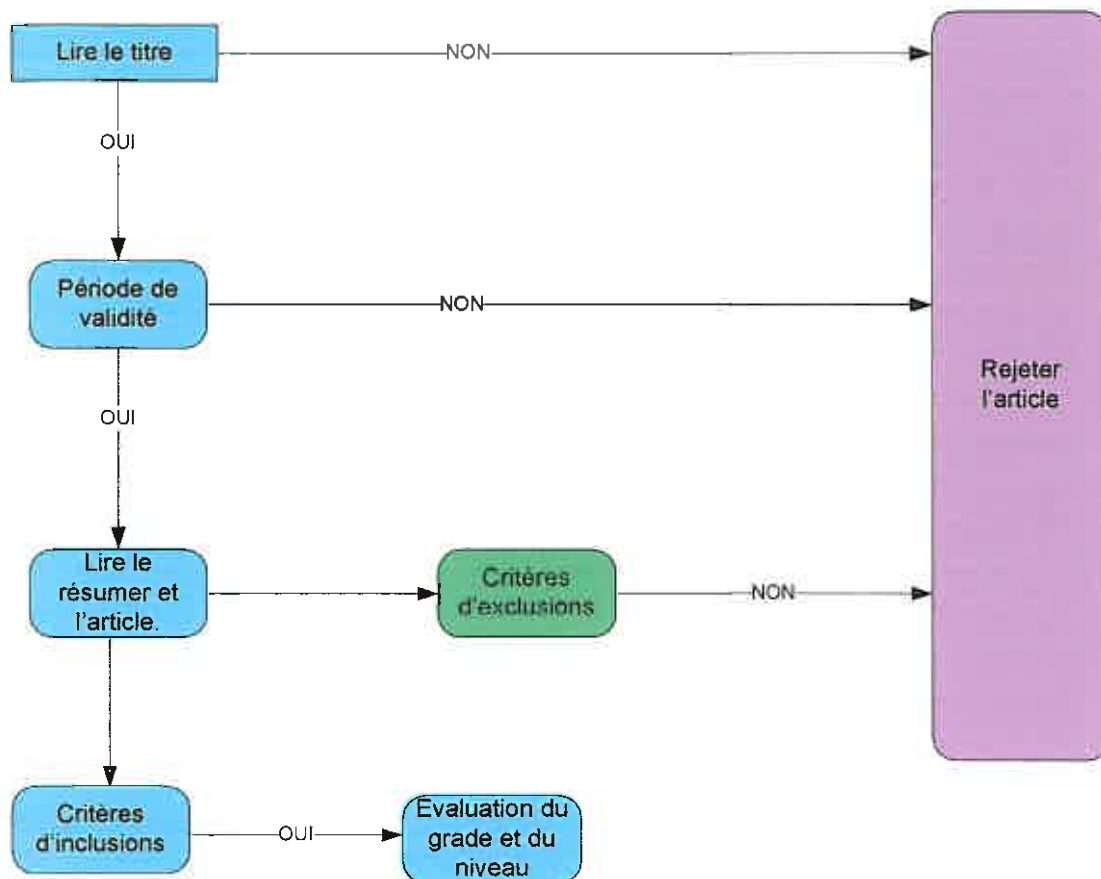 Lire le titre
NON
OUI
Période de
validité
NON
OUI
Rejeter
l'article
Lire le
résumer et
l'article.
Critères
d'exclusions
NON
Critères
d'inclusions
OUI
Evaluation du
grade et du
niveau